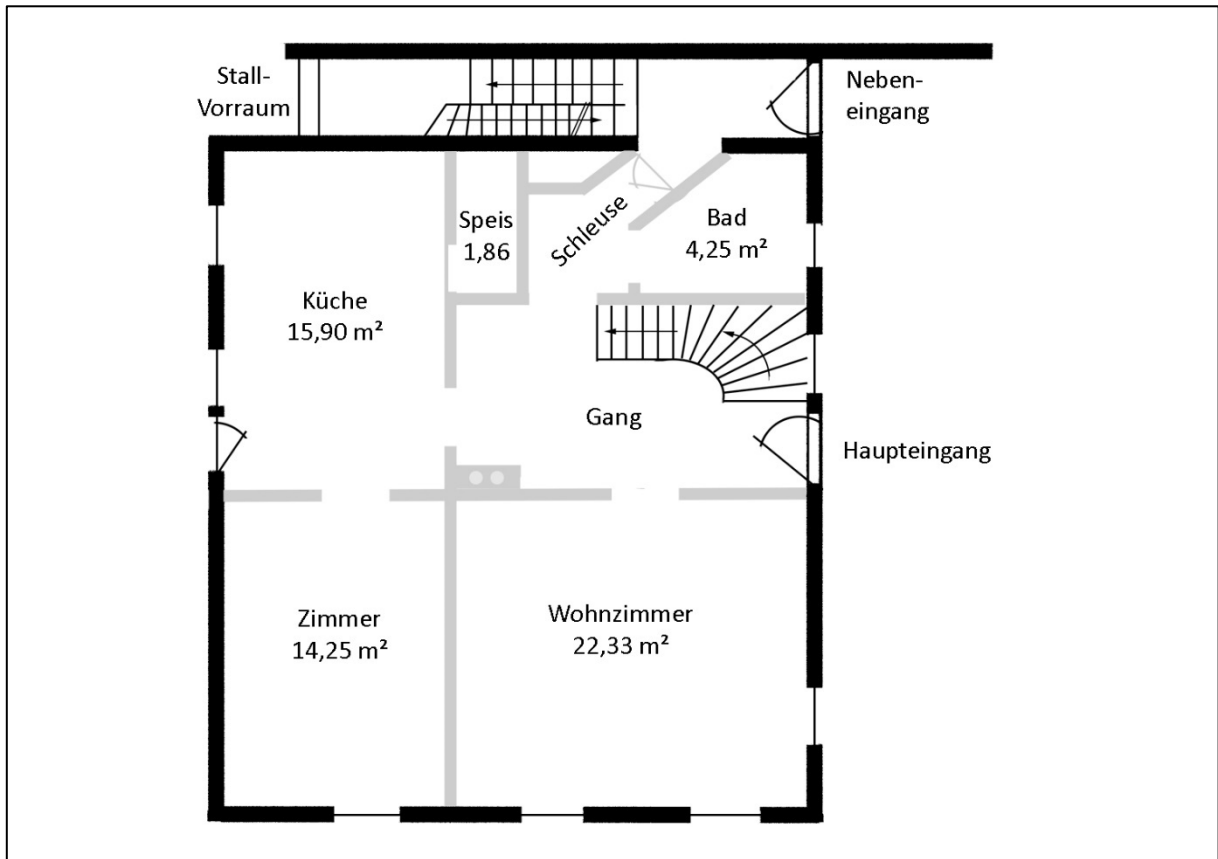 Stall-
Vorraum
Neben-
eingang
Speis
1,86
Schleuse
Bad
4,25 m²
Küche
15,90 m²
Gang
Haupteingang
Zimmer
14,25 m²
Wohnzimmer
22,33 m²